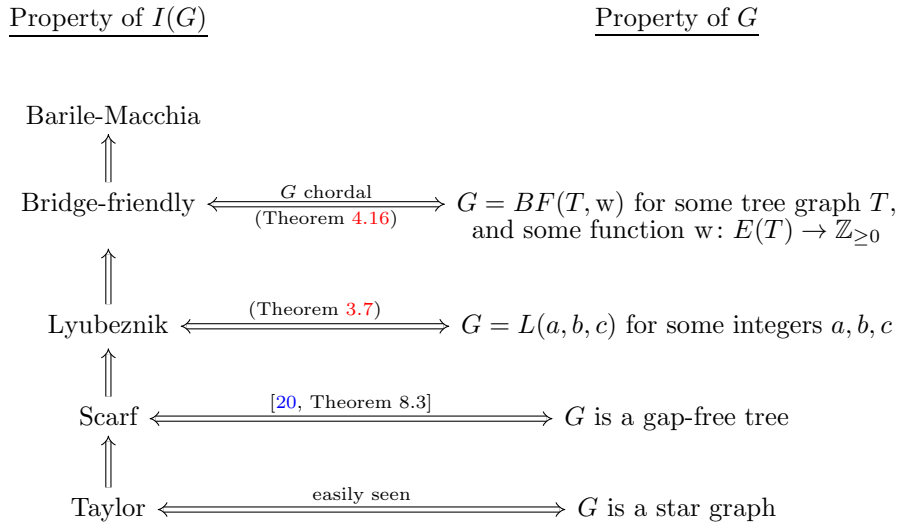 Property of I(G)    Property of G
Barile-Macchia
Bridge-friendly    G chordal    (Theorem 4.16)    G = BF(T, w) for some tree graph T,
and some function w: E(T) → ℤ≥0
Lyubeznik    (Theorem 3.7)    G = L(a, b, c) for some integers a, b, c
Scarf    [20, Theorem 8.3]    G is a gap-free tree
Taylor    easily seen    G is a star graph